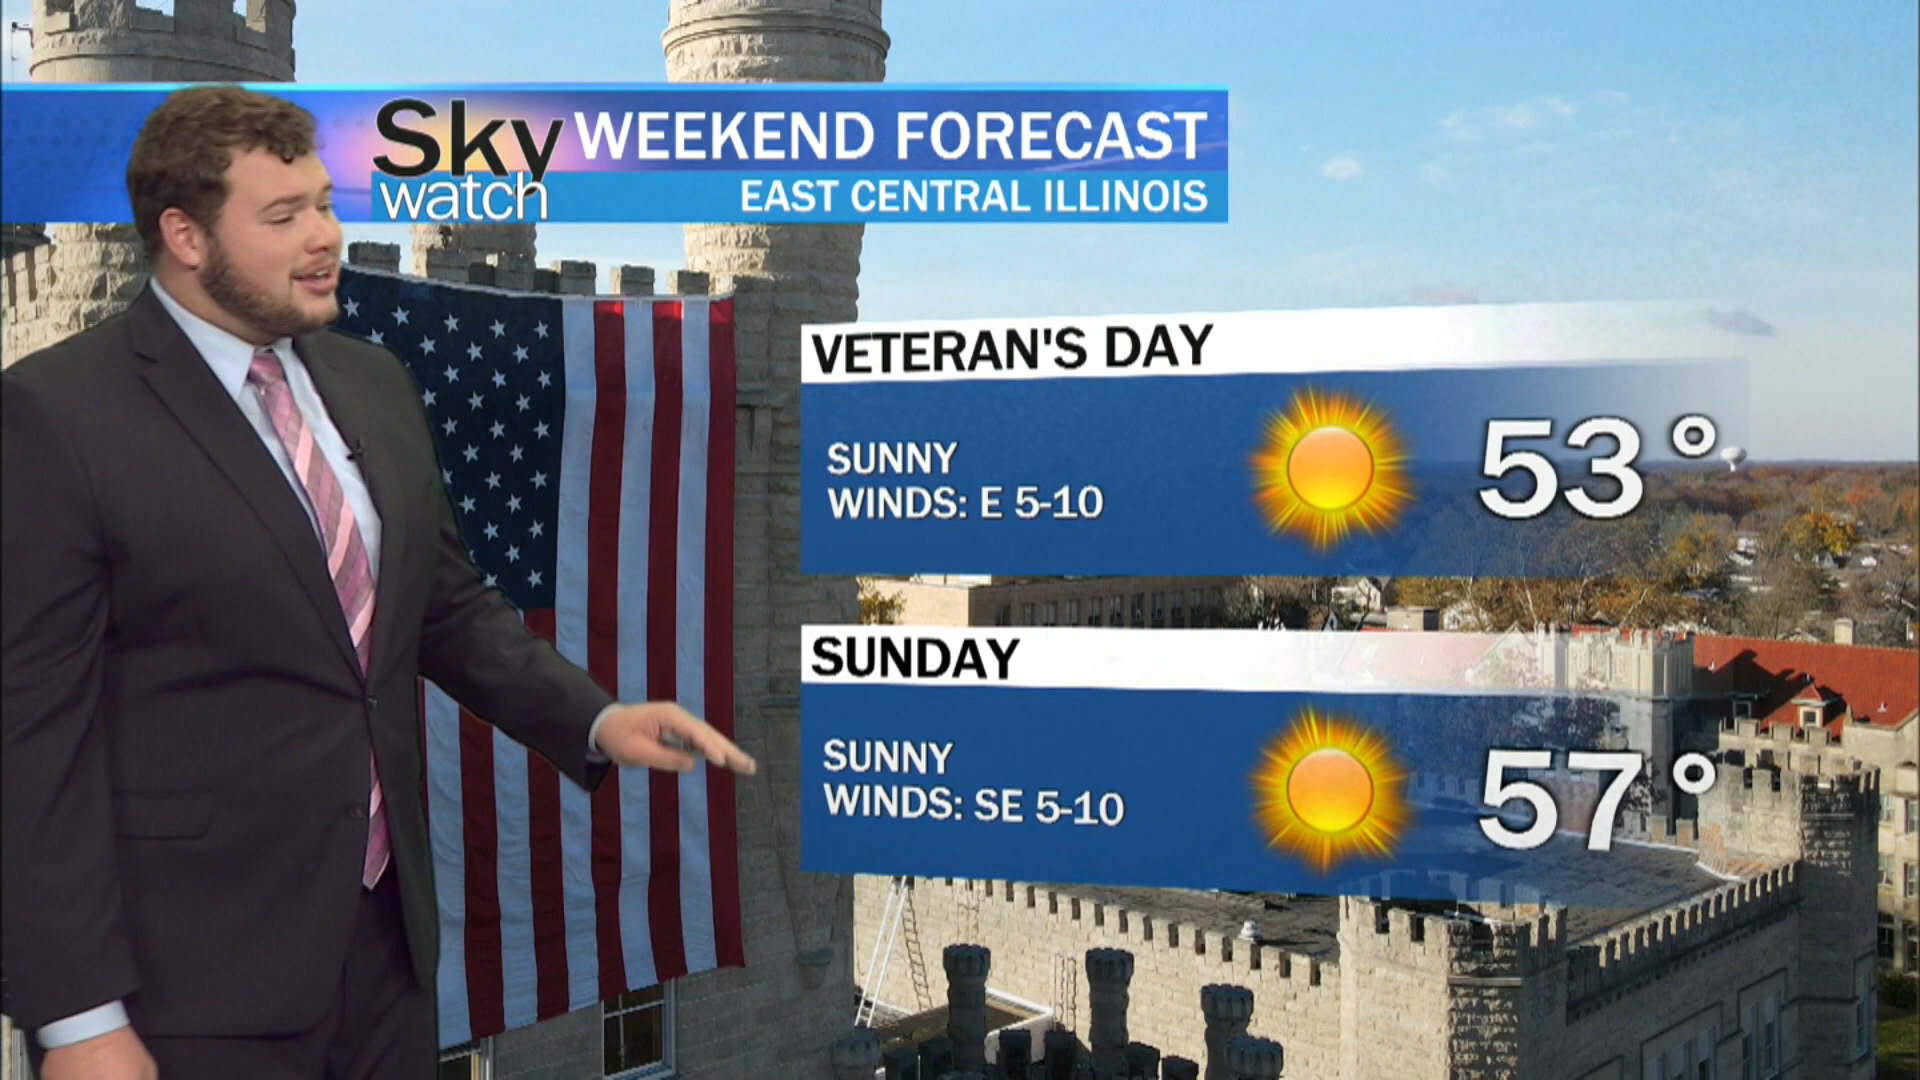 Sky
watch
WEEKEND FORECAST
EAST CENTRAL ILLINOIS
VETERAN'S DAY
SUNNY
WINDS: E 5-10
53°
SUNDAY
SUNNY
WINDS: SE 5-10
57°